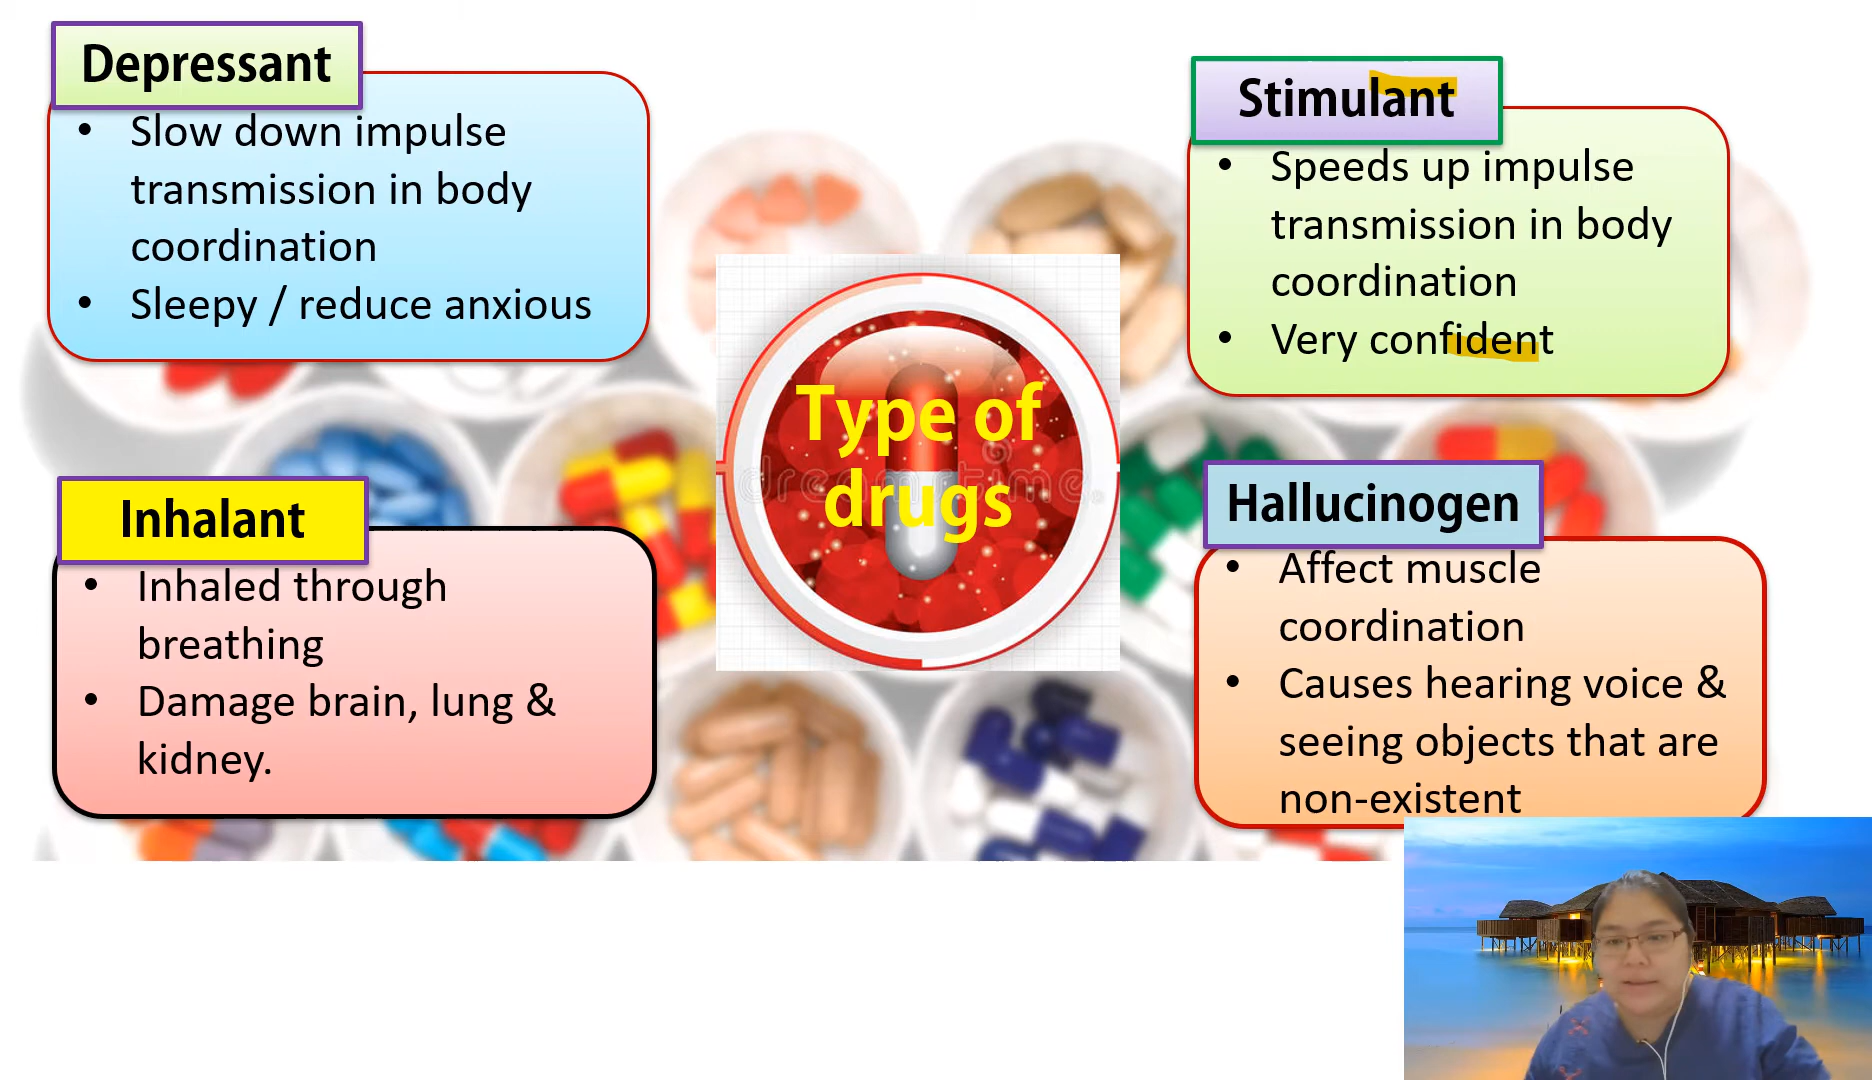 Depressant
• Slow down impulse
transmission in body
coordination
• Sleepy / reduce anxious
Stimulant
• Speeds up impulse
transmission in body
coordination
• Very confident
Type of
drugs
dreamstime.
Inhalant
• Inhaled through
breathing
• Damage brain, lung &
kidney.
Hallucinogen
• Affect muscle
coordination
• Causes hearing voice &
seeing objects that are
non-existent